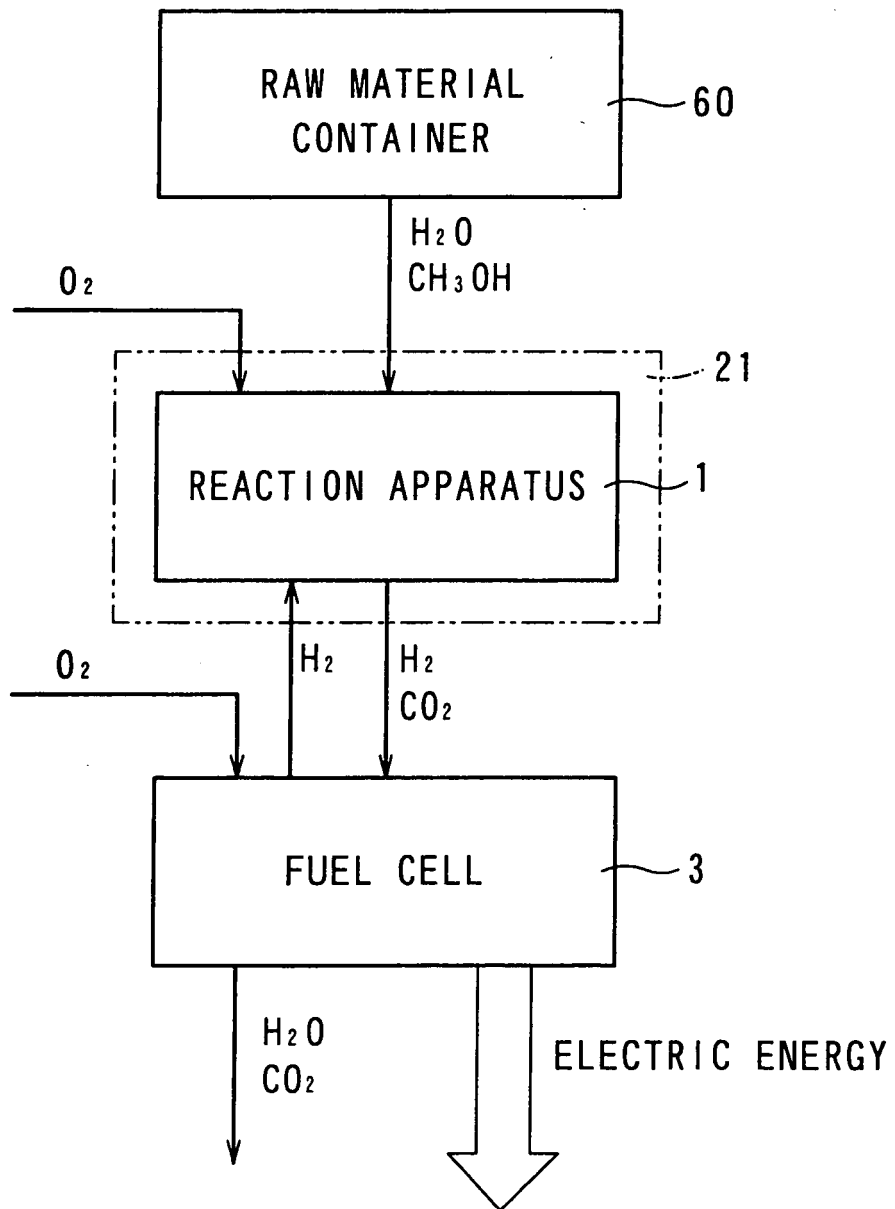 RAW MATERIAL
CONTAINER
60
H₂O
CH₃OH
O₂
21
REACTION APPARATUS
1
H₂
H₂
CO₂
O₂
FUEL CELL
3
H₂O
CO₂
ELECTRIC ENERGY